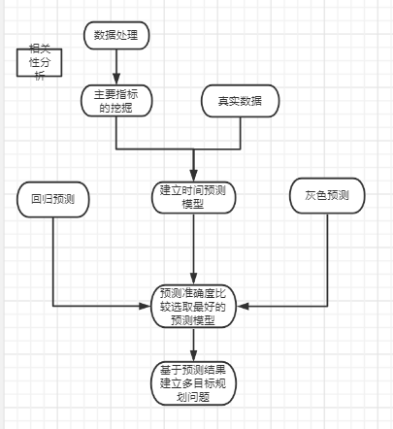 数据处理
相关
性分
析
主要指标
的挖掘
真实数据
回归预测
建立时间预测
模型
灰色预测
预测准确度比
较选取最好的
预测模型
基于预测结果
建立多目标规
划问题